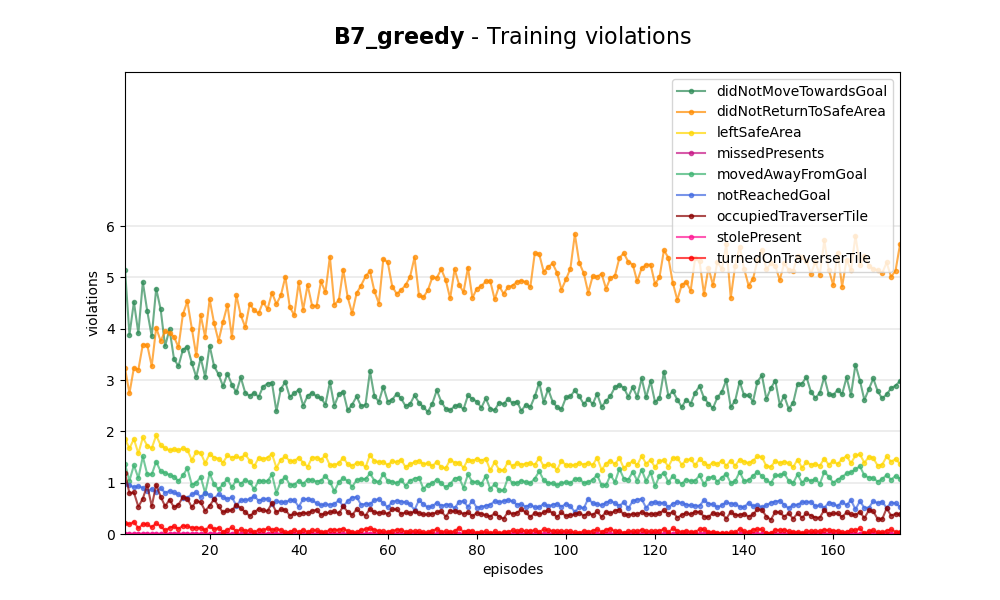 B7_greedy - Training violations
didNotMoveTowardsGoal
didNotReturnToSafeArea
leftSafeArea
missedPresents
movedAwayFromGoal
notReachedGoal
occupiedTraverserTile
stolePresent
turnedOnTraverserTile
violations
6
5
4
3
2
1
0
20 40 60 80 100 120 140 160
episodes